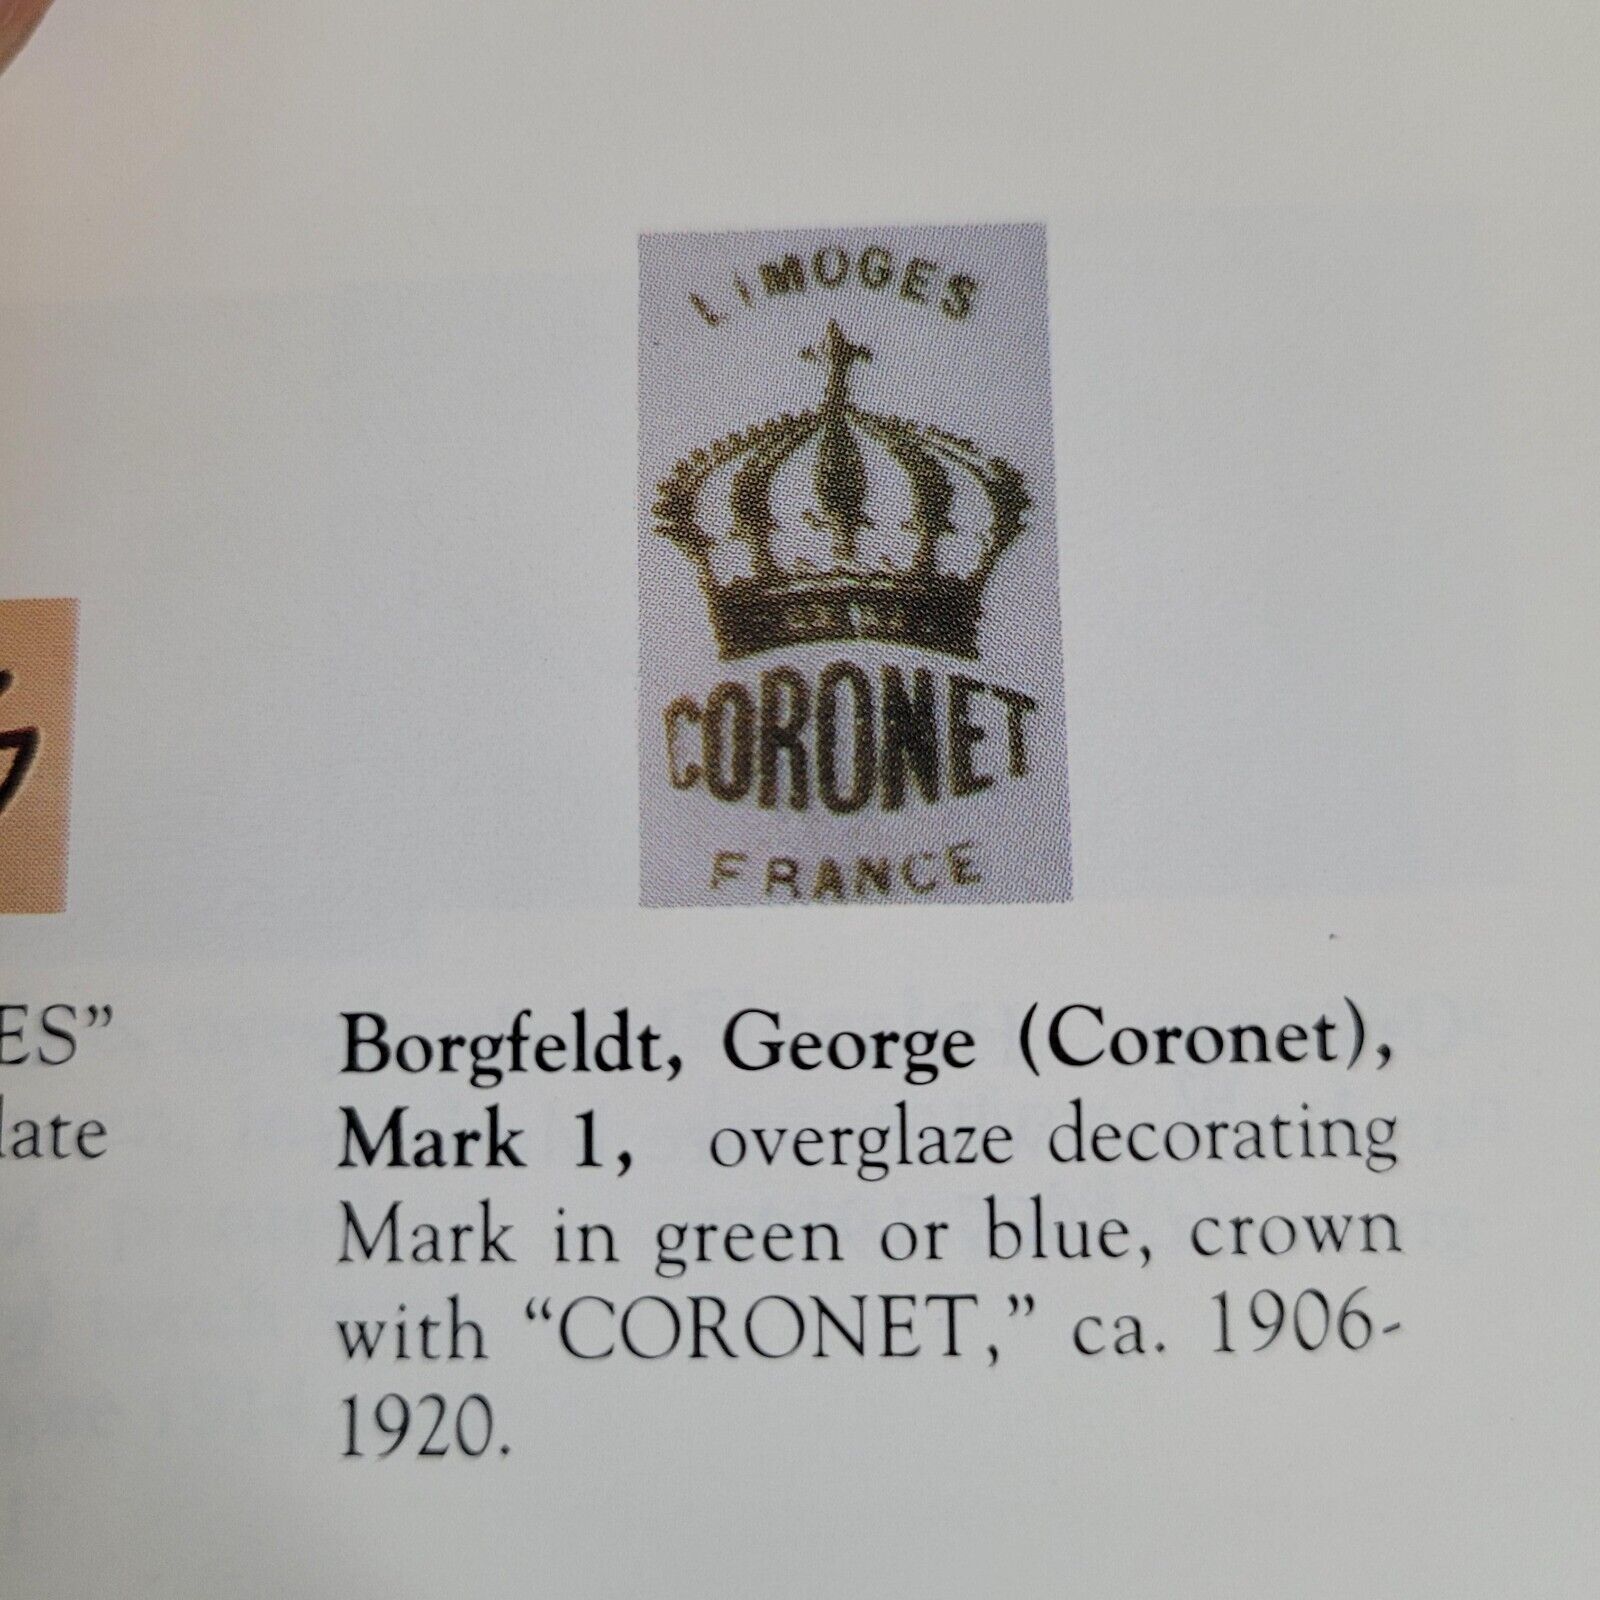 LIMOGES
CORONET
FRANCE
ES”
late
Borgfeldt, George (Coronet),
Mark 1, overglaze decorating
Mark in green or blue, crown
with “CORONET,” ca. 1906-
1920.